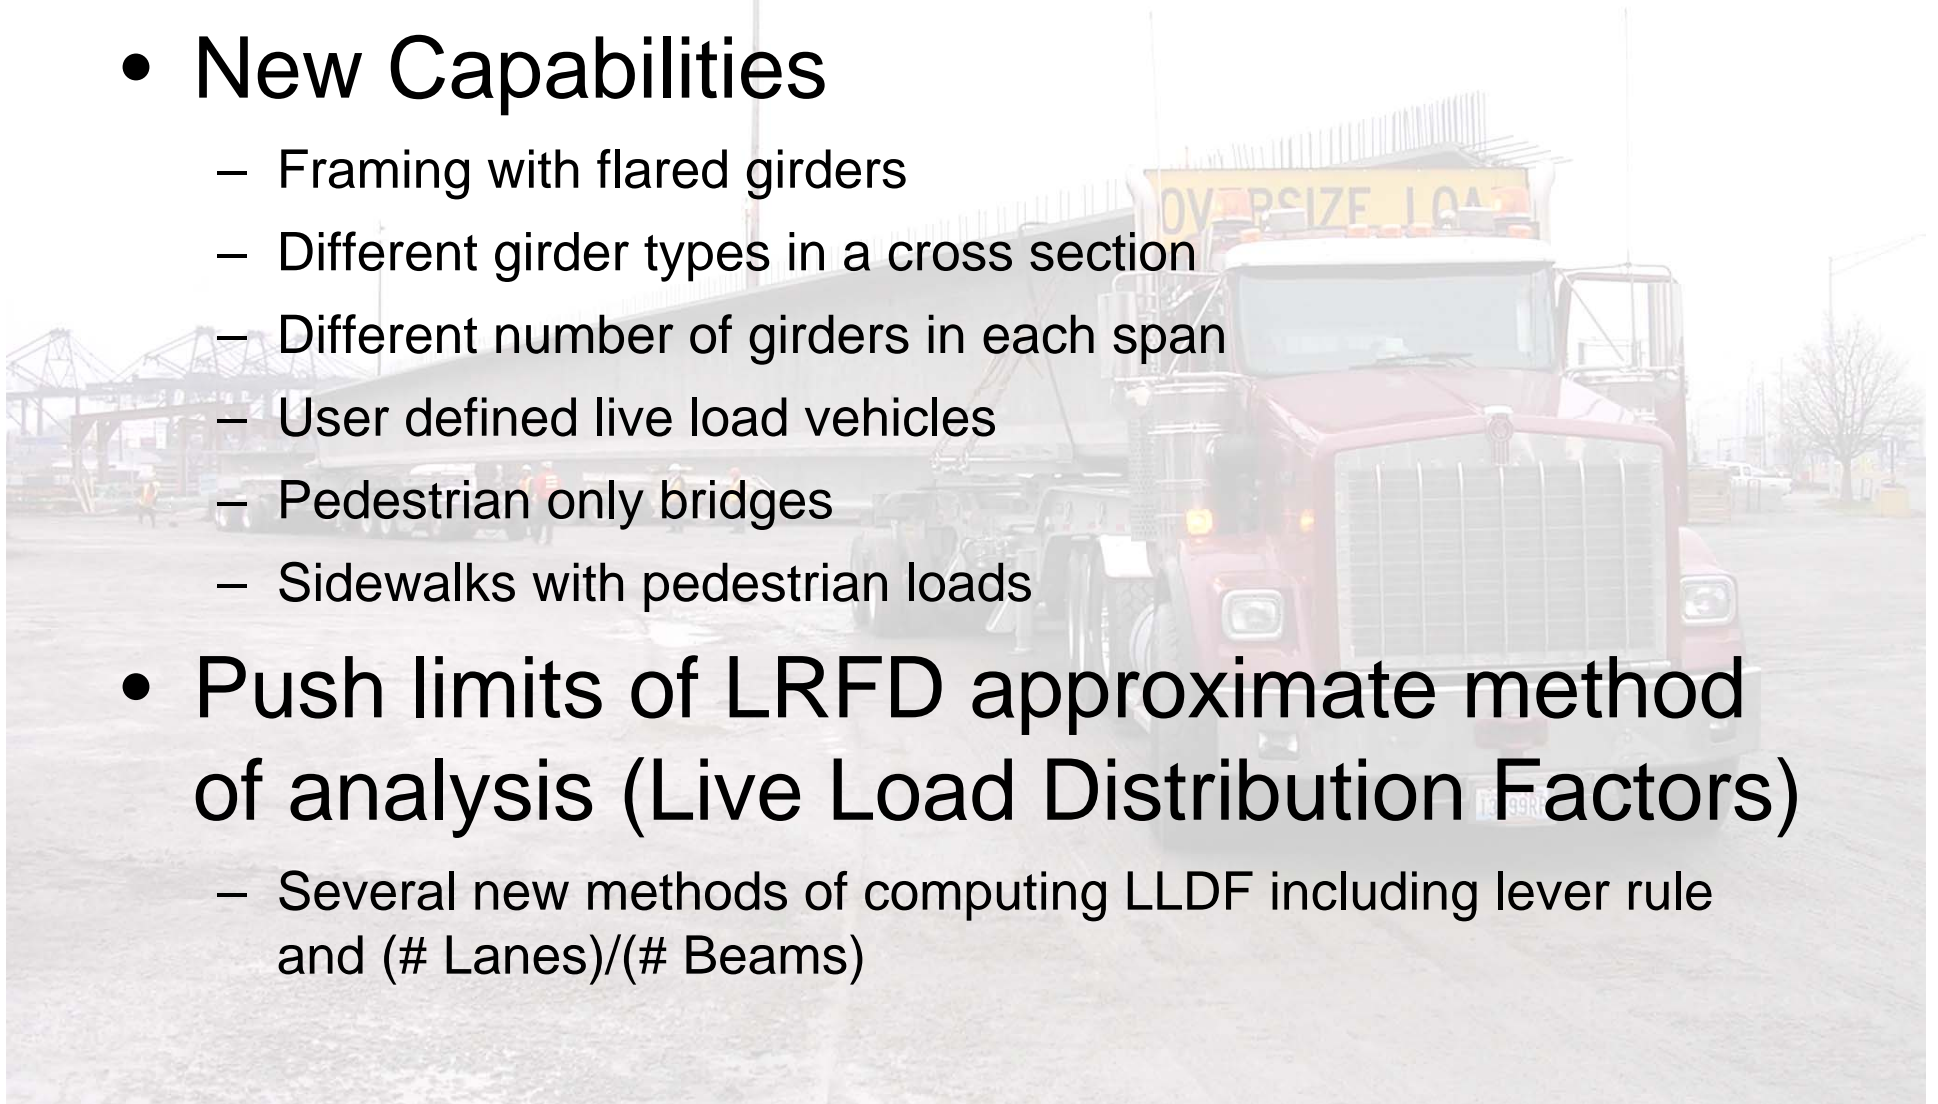 • New Capabilities
– Framing with flared girders
– Different girder types in a cross section
– Different number of girders in each span
– User defined live load vehicles
– Pedestrian only bridges
– Sidewalks with pedestrian loads
• Push limits of LRFD approximate method
of analysis (Live Load Distribution Factors)
– Several new methods of computing LLDF including lever rule
and (# Lanes)/(# Beams)
OVERSIZE LOAD